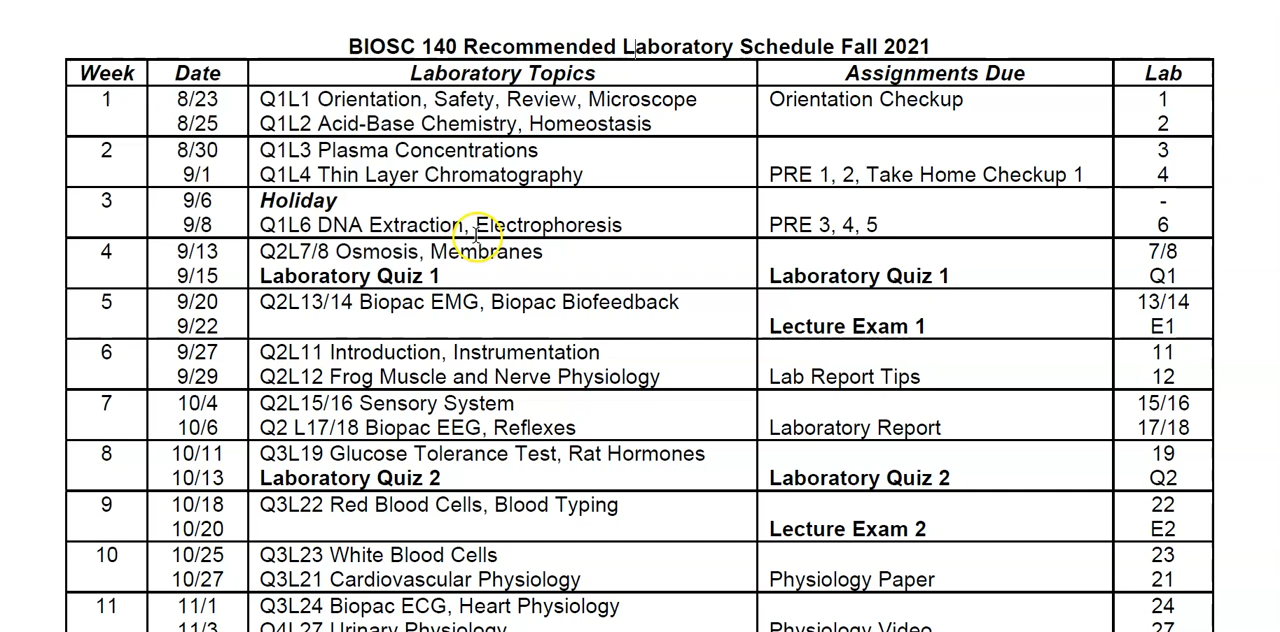 BIOSC 140 Recommended Laboratory Schedule Fall 2021
Week Date Laboratory Topics Assignments Due Lab
1 8/23 Q1L1 Orientation, Safety, Review, Microscope Orientation Checkup 1
8/25 Q1L2 Acid-Base Chemistry, Homeostasis 2
2 8/30 Q1L3 Plasma Concentrations 3
9/1 Q1L4 Thin Layer Chromatography PRE 1, 2, Take Home Checkup 1 4
3 9/6 Holiday -
9/8 Q1L6 DNA Extraction, Electrophoresis PRE 3, 4, 5 6
4 9/13 Q2L7/8 Osmosis, Membranes 7/8
9/15 Laboratory Quiz 1 Laboratory Quiz 1 Q1
5 9/20 Q2L13/14 Biopac EMG, Biopac Biofeedback 13/14
9/22 Lecture Exam 1 E1
6 9/27 Q2L11 Introduction, Instrumentation 11
9/29 Q2L12 Frog Muscle and Nerve Physiology Lab Report Tips 12
7 10/4 Q2L15/16 Sensory System 15/16
10/6 Q2 L17/18 Biopac EEG, Reflexes Laboratory Report 17/18
8 10/11 Q3L19 Glucose Tolerance Test, Rat Hormones 19
10/13 Laboratory Quiz 2 Laboratory Quiz 2 Q2
9 10/18 Q3L22 Red Blood Cells, Blood Typing 22
10/20 Lecture Exam 2 E2
10 10/25 Q3L23 White Blood Cells 23
10/27 Q3L21 Cardiovascular Physiology Physiology Paper 21
11 11/1 Q3L24 Biopac ECG, Heart Physiology 24
11/3 Q4L27 Urinary Physiology Physiology Video 27